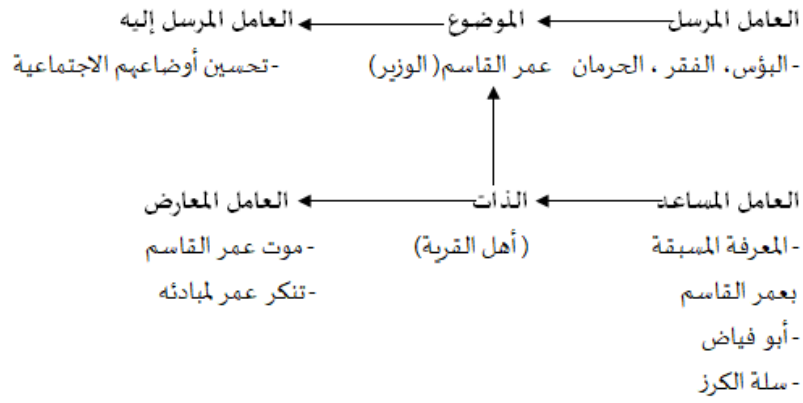 العامل المرسل الموضوع العامل المرسل إليه
-البؤس، الفقر ، الحرمان عمر القاسم( الوزير) -تحسين أوضاعهم الاجتماعية
العامل المساعد الذات العامل المعارض
-المعرفة المسبقة (أهل القرية) -موت عمر القاسم
بعمر القاسم -تنكر عمر لمبادئه
-أبو فياض
-سلة الكرز